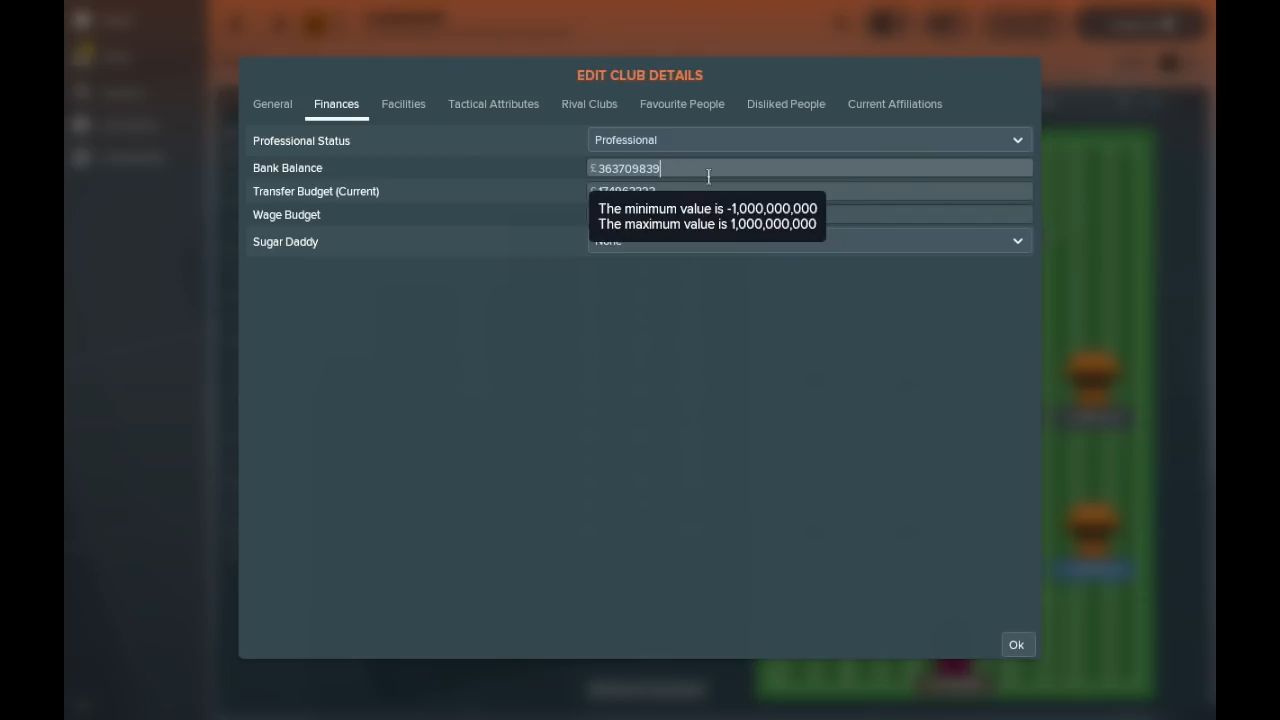 EDIT CLUB DETAILS
General Finances Facilities Tactical Attributes Rival Clubs Favourite People Disliked People Current Affiliations
Professional Status Professional
Bank Balance £363709839
Transfer Budget (Current)
The minimum value is -1,000,000,000
Wage Budget
The maximum value is 1,000,000,000
Sugar Daddy None
Ok